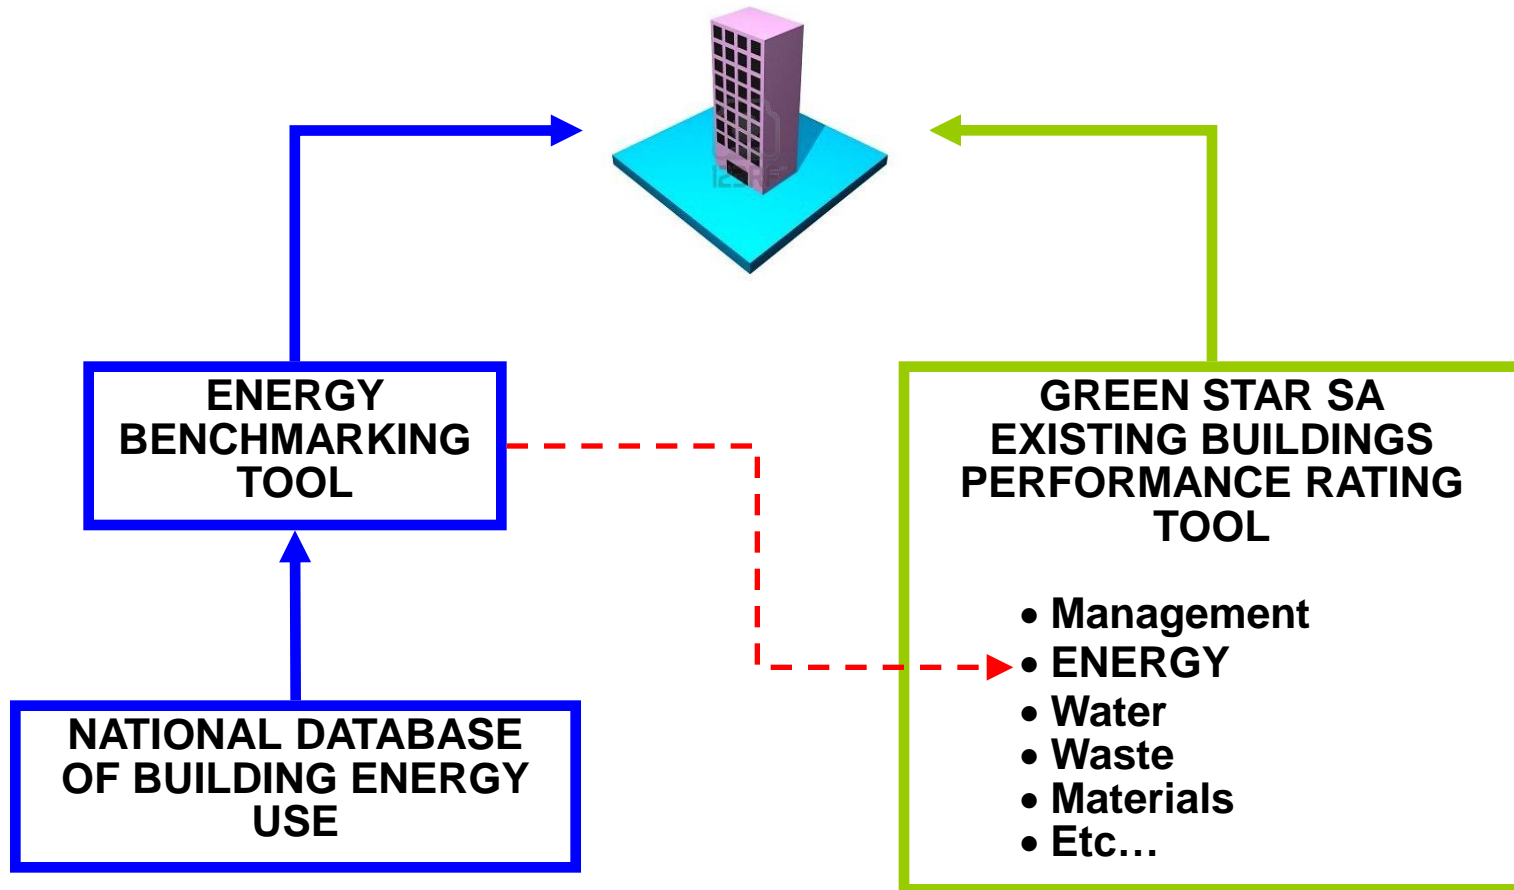 ENERGY
BENCHMARKING
TOOL
NATIONAL DATABASE
OF BUILDING ENERGY
USE
GREEN STAR SA
EXISTING BUILDINGS
PERFORMANCE RATING
TOOL
• Management
• ENERGY
• Water
• Waste
• Materials
• Etc…